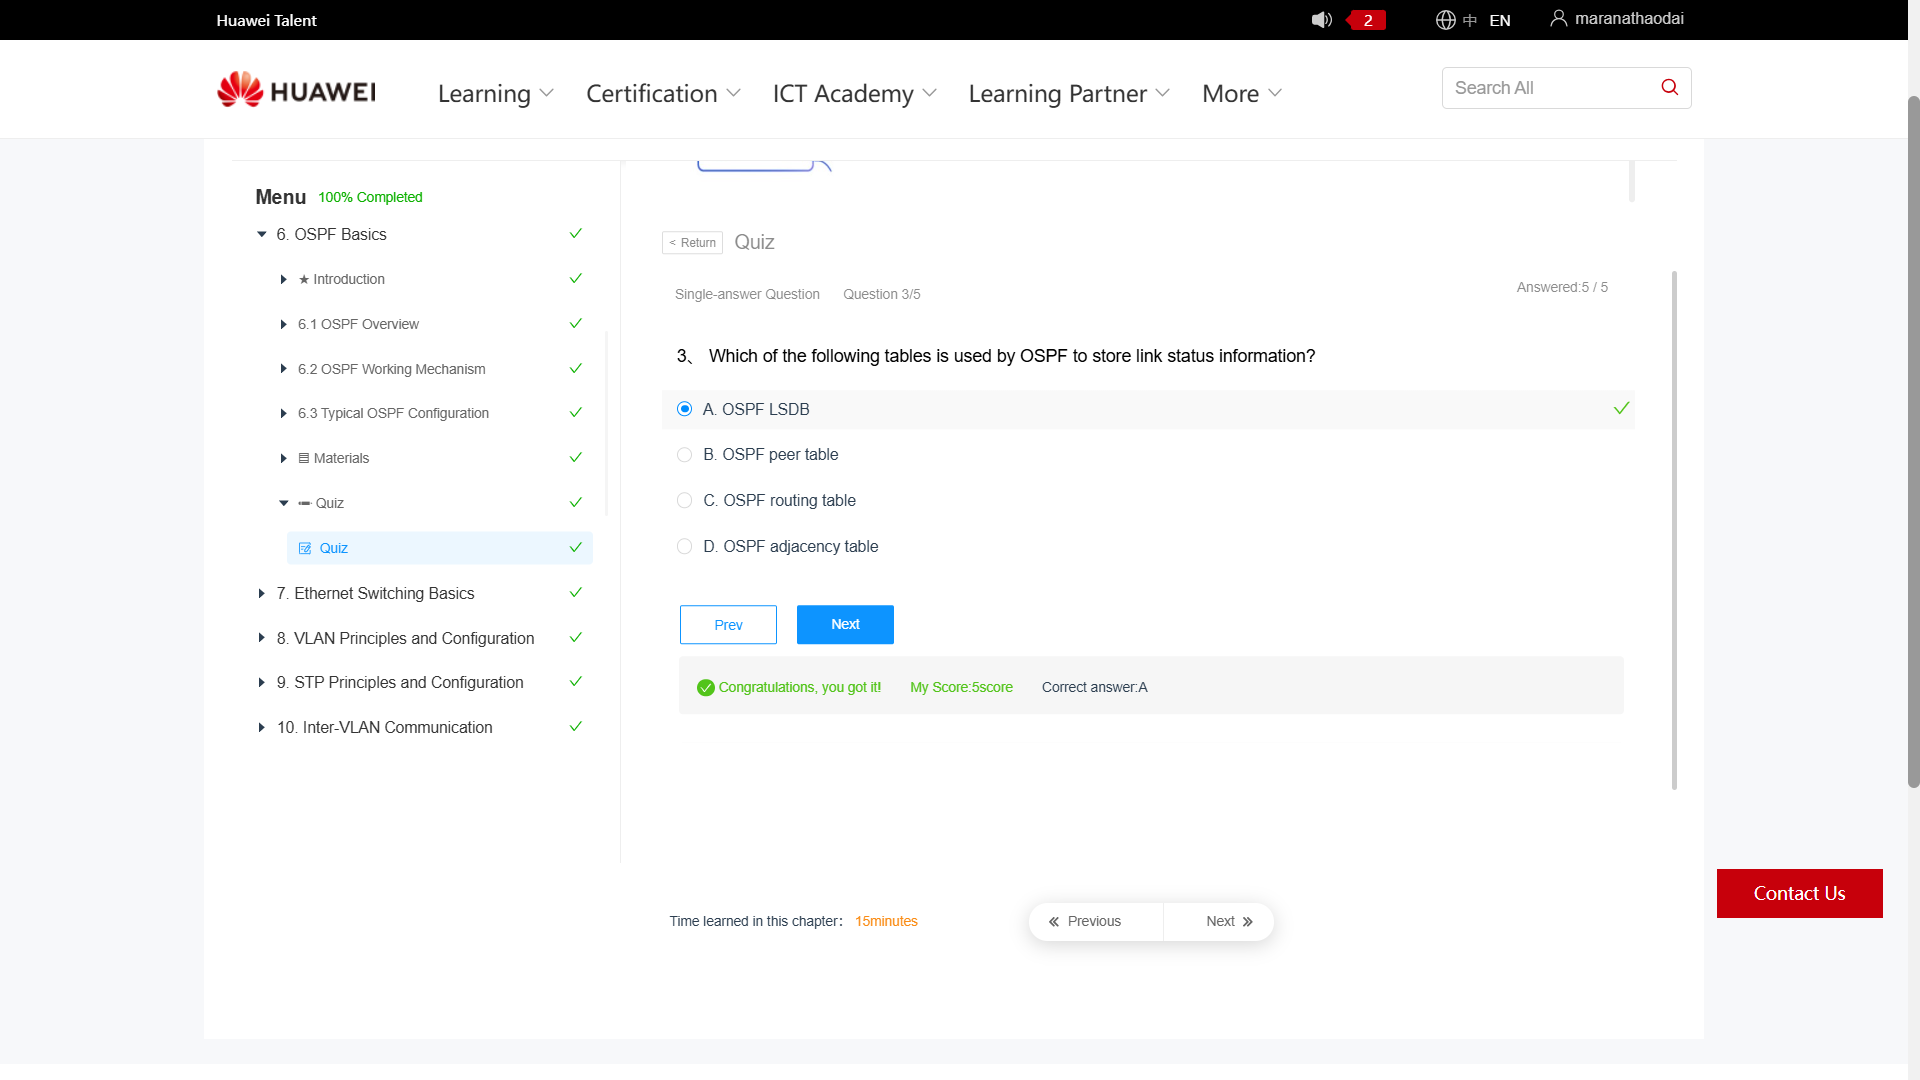 Huawei Talent
2
中 EN
maranathaodai
HUAWEI
Learning
Certification
ICT Academy
Learning Partner
More
Search All
Menu 100% Completed
6. OSPF Basics
★ Introduction
6.1 OSPF Overview
6.2 OSPF Working Mechanism
6.3 Typical OSPF Configuration
Materials
Quiz
Quiz
7. Ethernet Switching Basics
8. VLAN Principles and Configuration
9. STP Principles and Configuration
10. Inter-VLAN Communication
< Return Quiz
Single-answer Question Question 3/5
Answered:5 / 5
3、 Which of the following tables is used by OSPF to store link status information?
A. OSPF LSDB
B. OSPF peer table
C. OSPF routing table
D. OSPF adjacency table
Prev Next
Congratulations, you got it! My Score:5score Correct answer:A
Time learned in this chapter： 15minutes
« Previous Next »
Contact Us